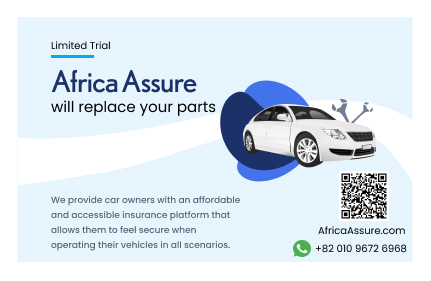 Limited Trial
Africa Assure
will replace your parts
We provide car owners with an affordable
and accessible insurance platform that
allows them to feel secure when
operating their vehicles in all scenarios.
AfricaAssure.com
+82 010 9672 6968